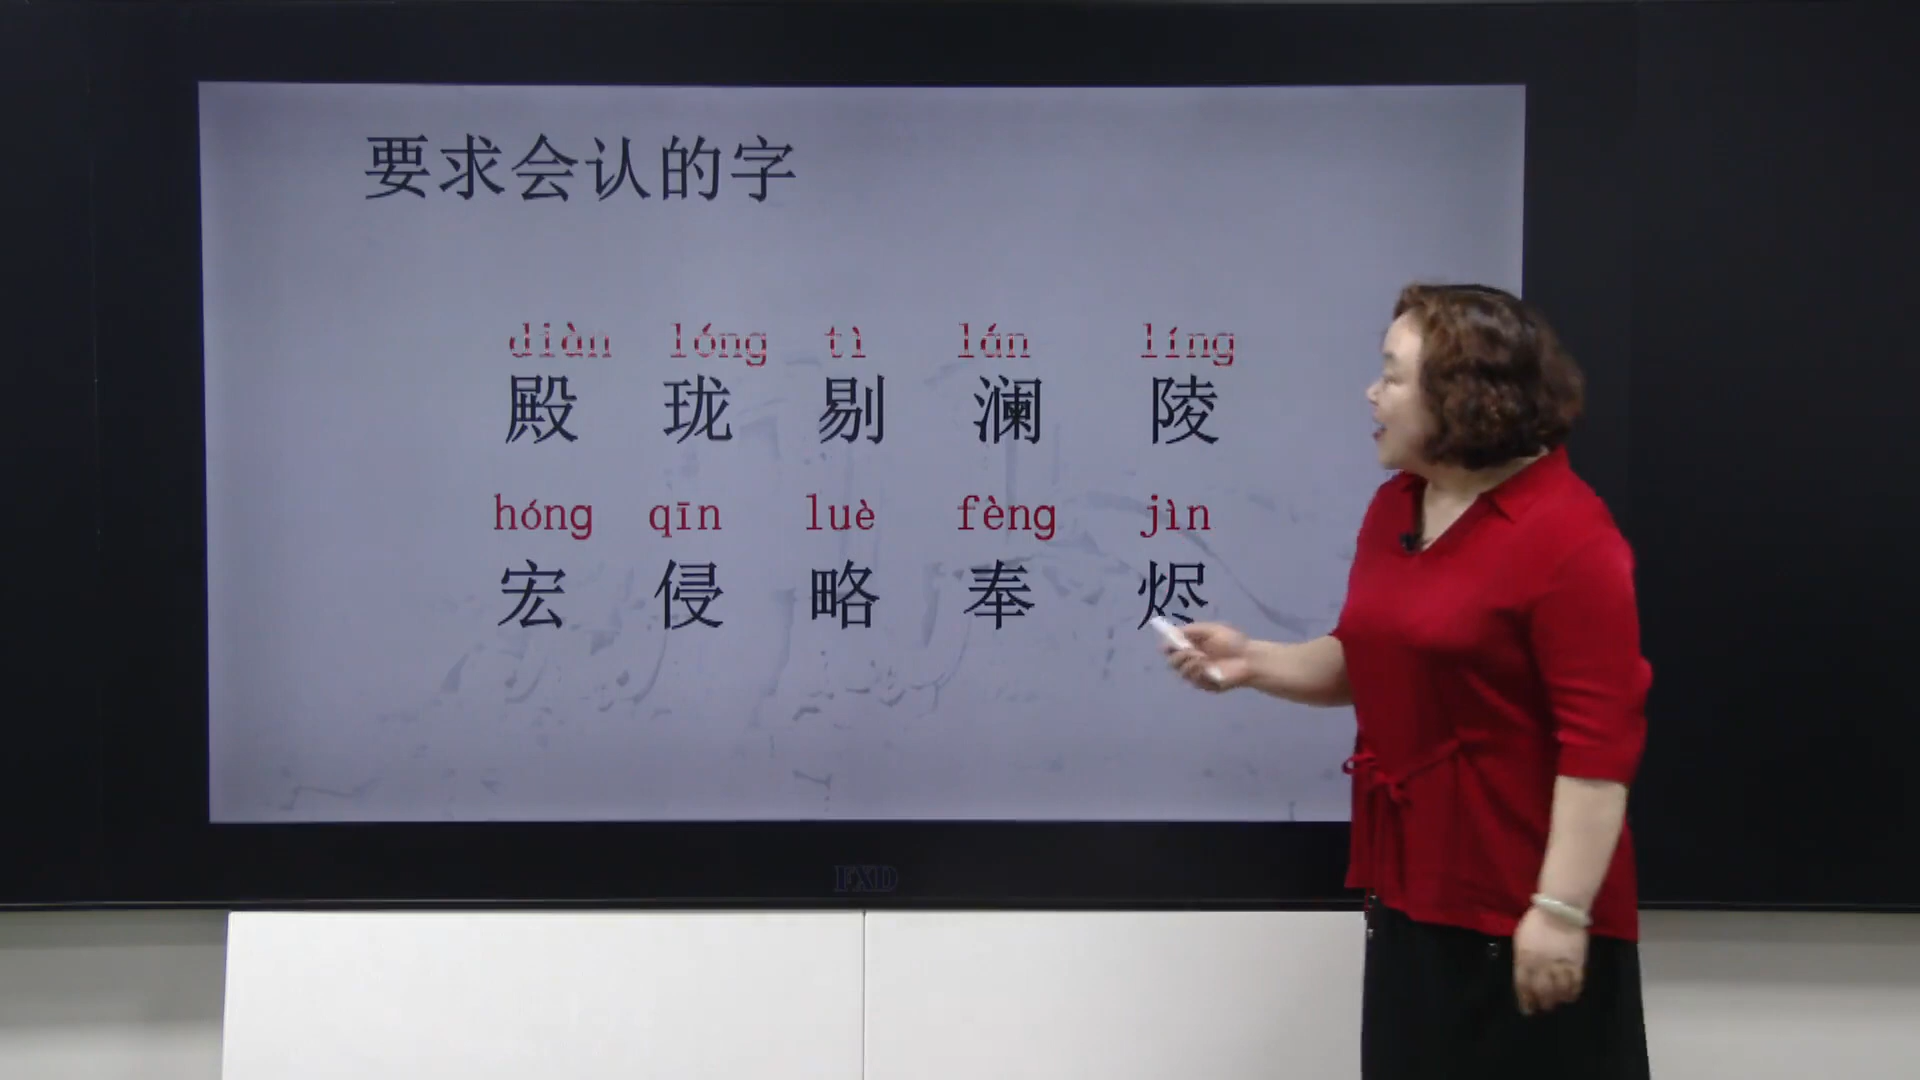 要求会认的字
diàn lóng tì lán líng
殿 珑 剔 澜 陵
hóng qīn luè fèng jìn
宏 侵 略 奉 烬
FXD